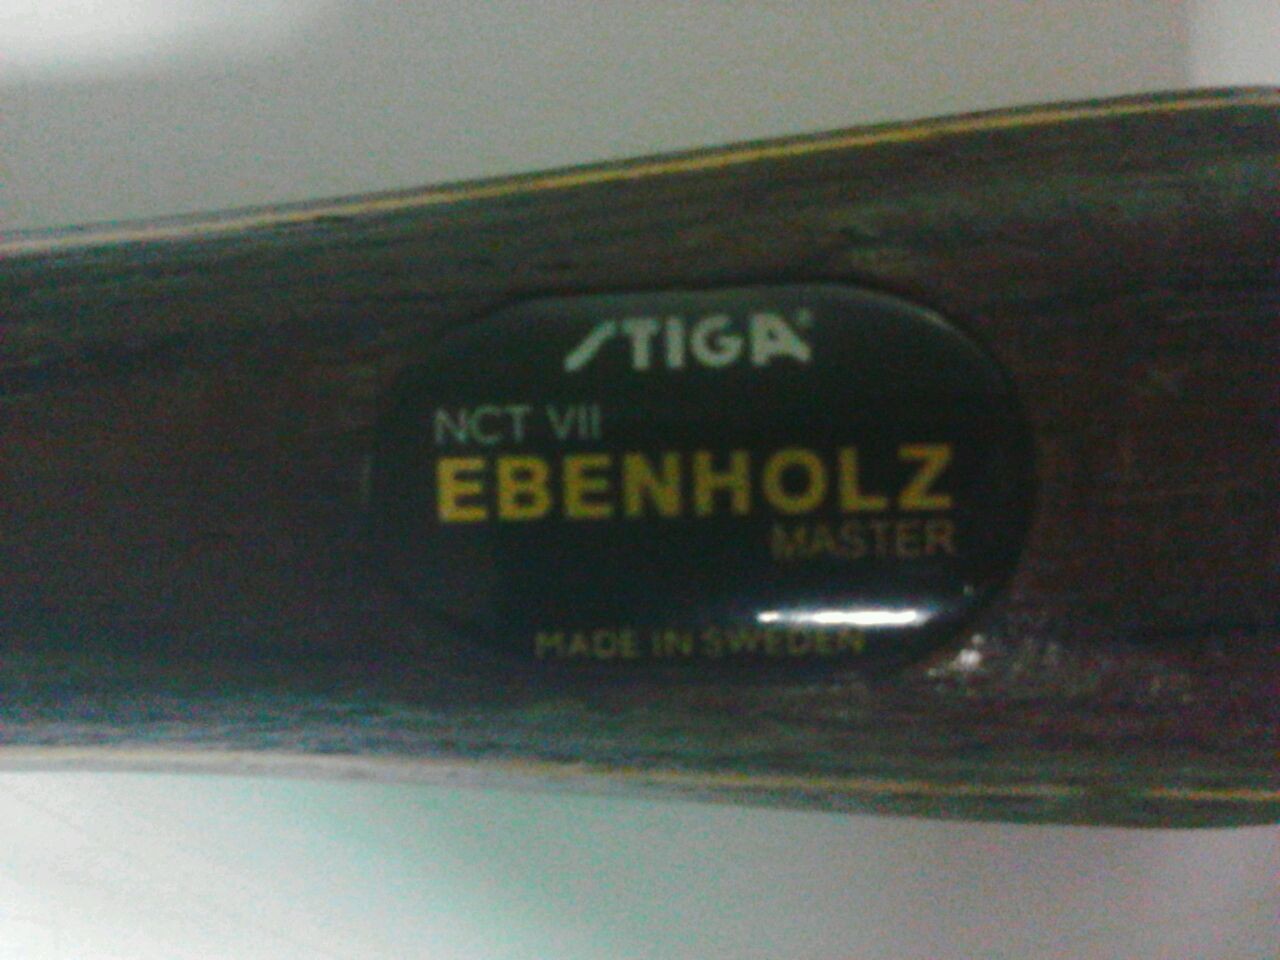 STIGA®
NCT VII
EBENHOLZ
MASTER
MADE IN SWEDEN